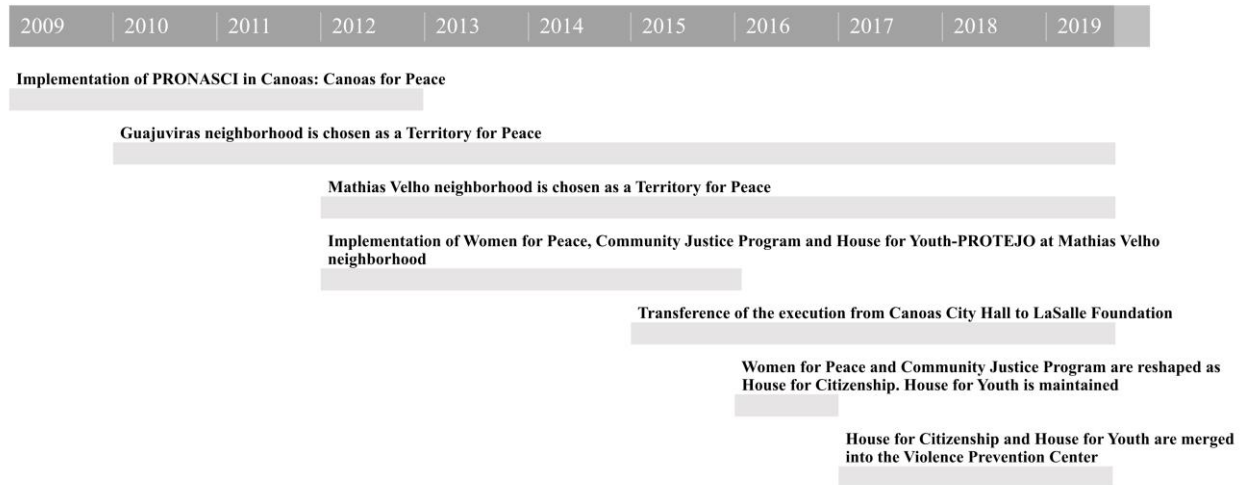 2009 2010 2011 2012 2013 2014 2015 2016 2017 2018 2019
Implementation of PRONASCI in Canoas: Canoas for Peace
Guajuviras neighborhood is chosen as a Territory for Peace
Mathias Velho neighborhood is chosen as a Territory for Peace
Implementation of Women for Peace, Community Justice Program and House for Youth-PROTEJO at Mathias Velho
neighborhood
Transference of the execution from Canoas City Hall to LaSalle Foundation
Women for Peace and Community Justice Program are reshaped as
House for Citizenship. House for Youth is maintained
House for Citizenship and House for Youth are merged
into the Violence Prevention Center